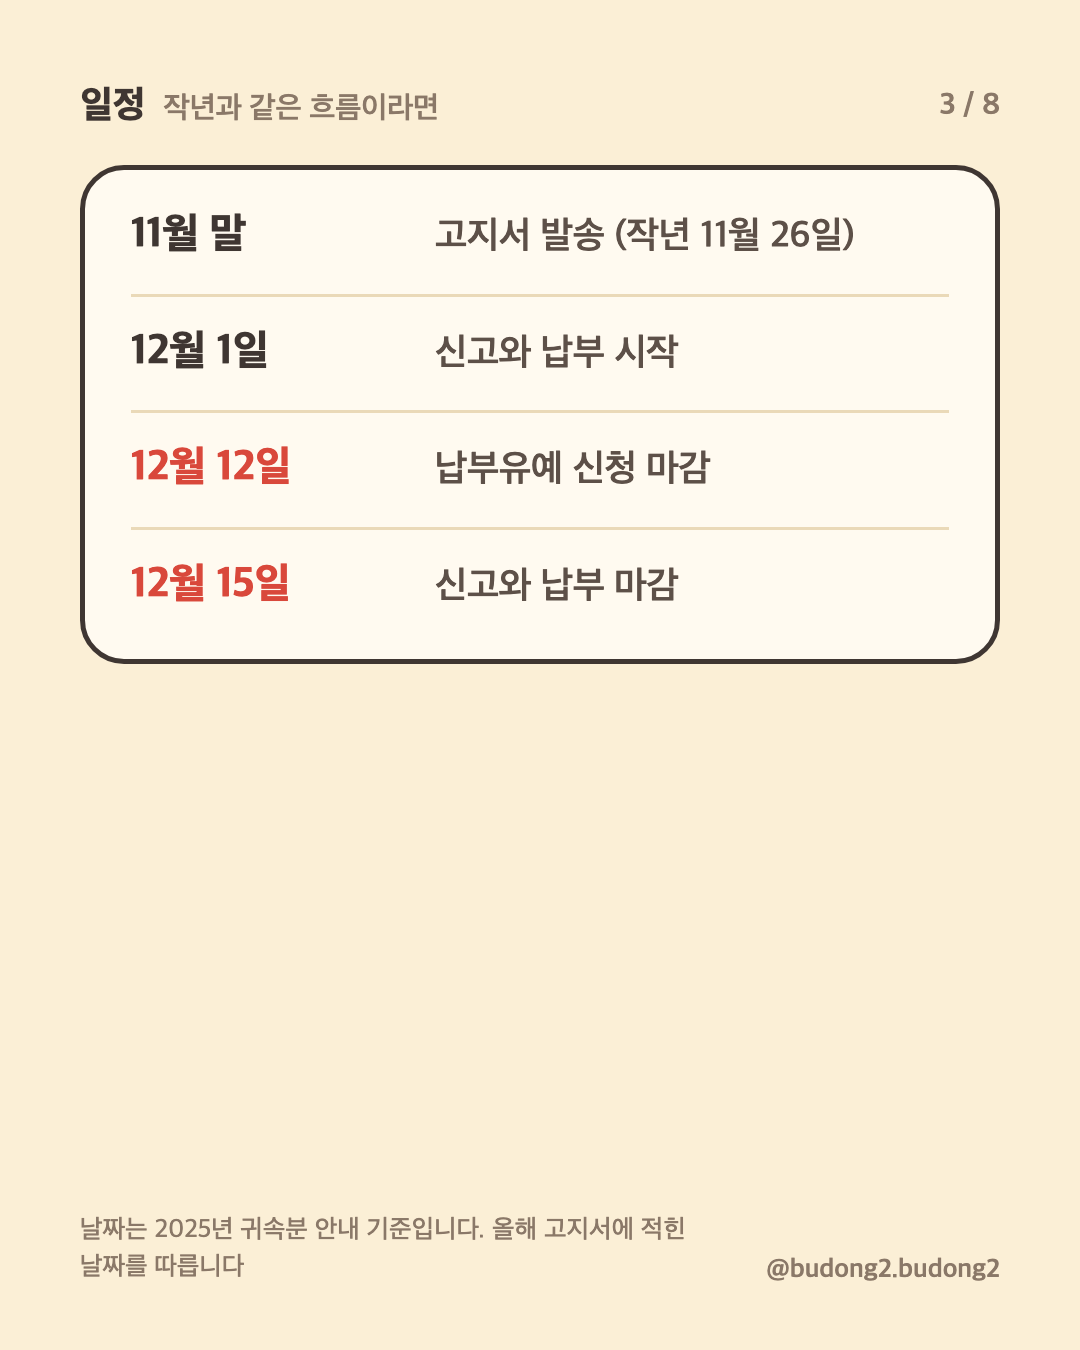 일정 작년과 같은 흐름이라면 3 / 8
11월 말 고지서 발송 (작년 11월 26일)
12월 1일 신고와 납부 시작
12월 12일 납부유예 신청 마감
12월 15일 신고와 납부 마감
날짜는 2025년 귀속분 안내 기준입니다. 올해 고지서에 적힌
날짜를 따릅니다
@budong2.budong2